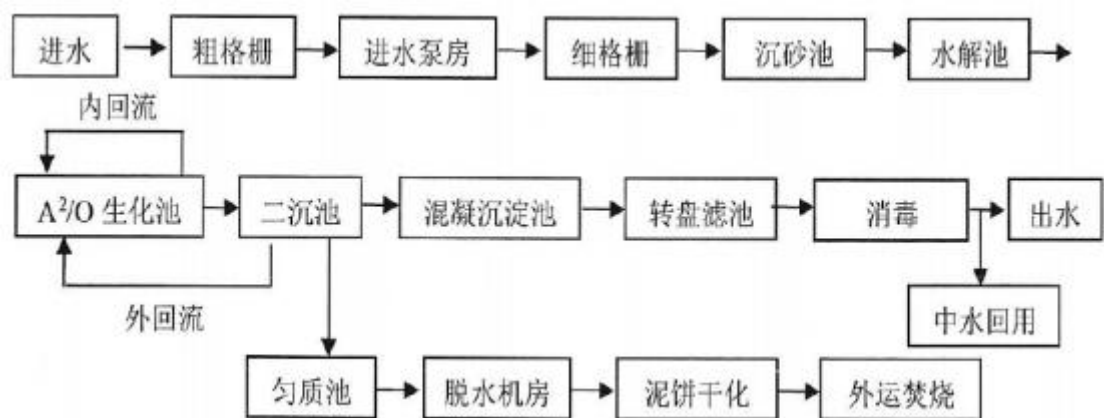 进水
粗格栅
进水泵房
细格栅
沉砂池
水解池
内回流
A²/O 生化池
二沉池
混凝沉淀池
转盘滤池
消毒
出水
外回流
中水回用
匀质池
脱水机房
泥饼干化
外运焚烧